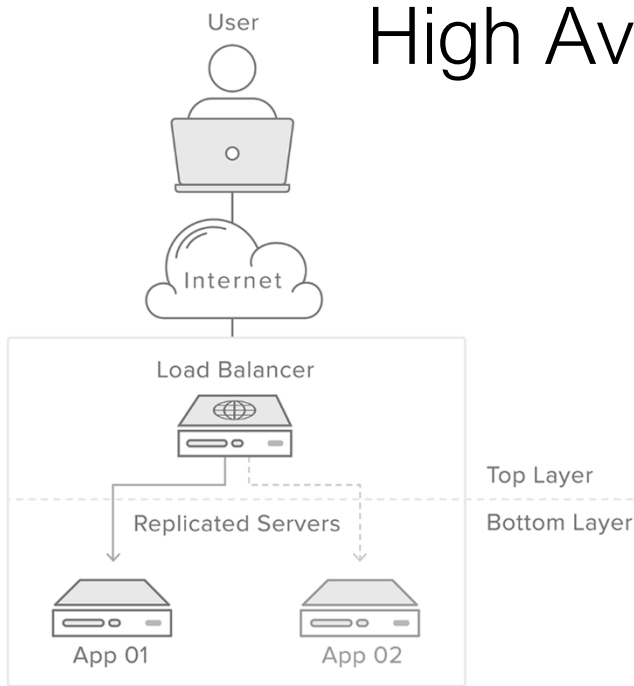 User
High Av
Internet
Load Balancer
Top Layer
Replicated Servers
Bottom Layer
App 01
App 02